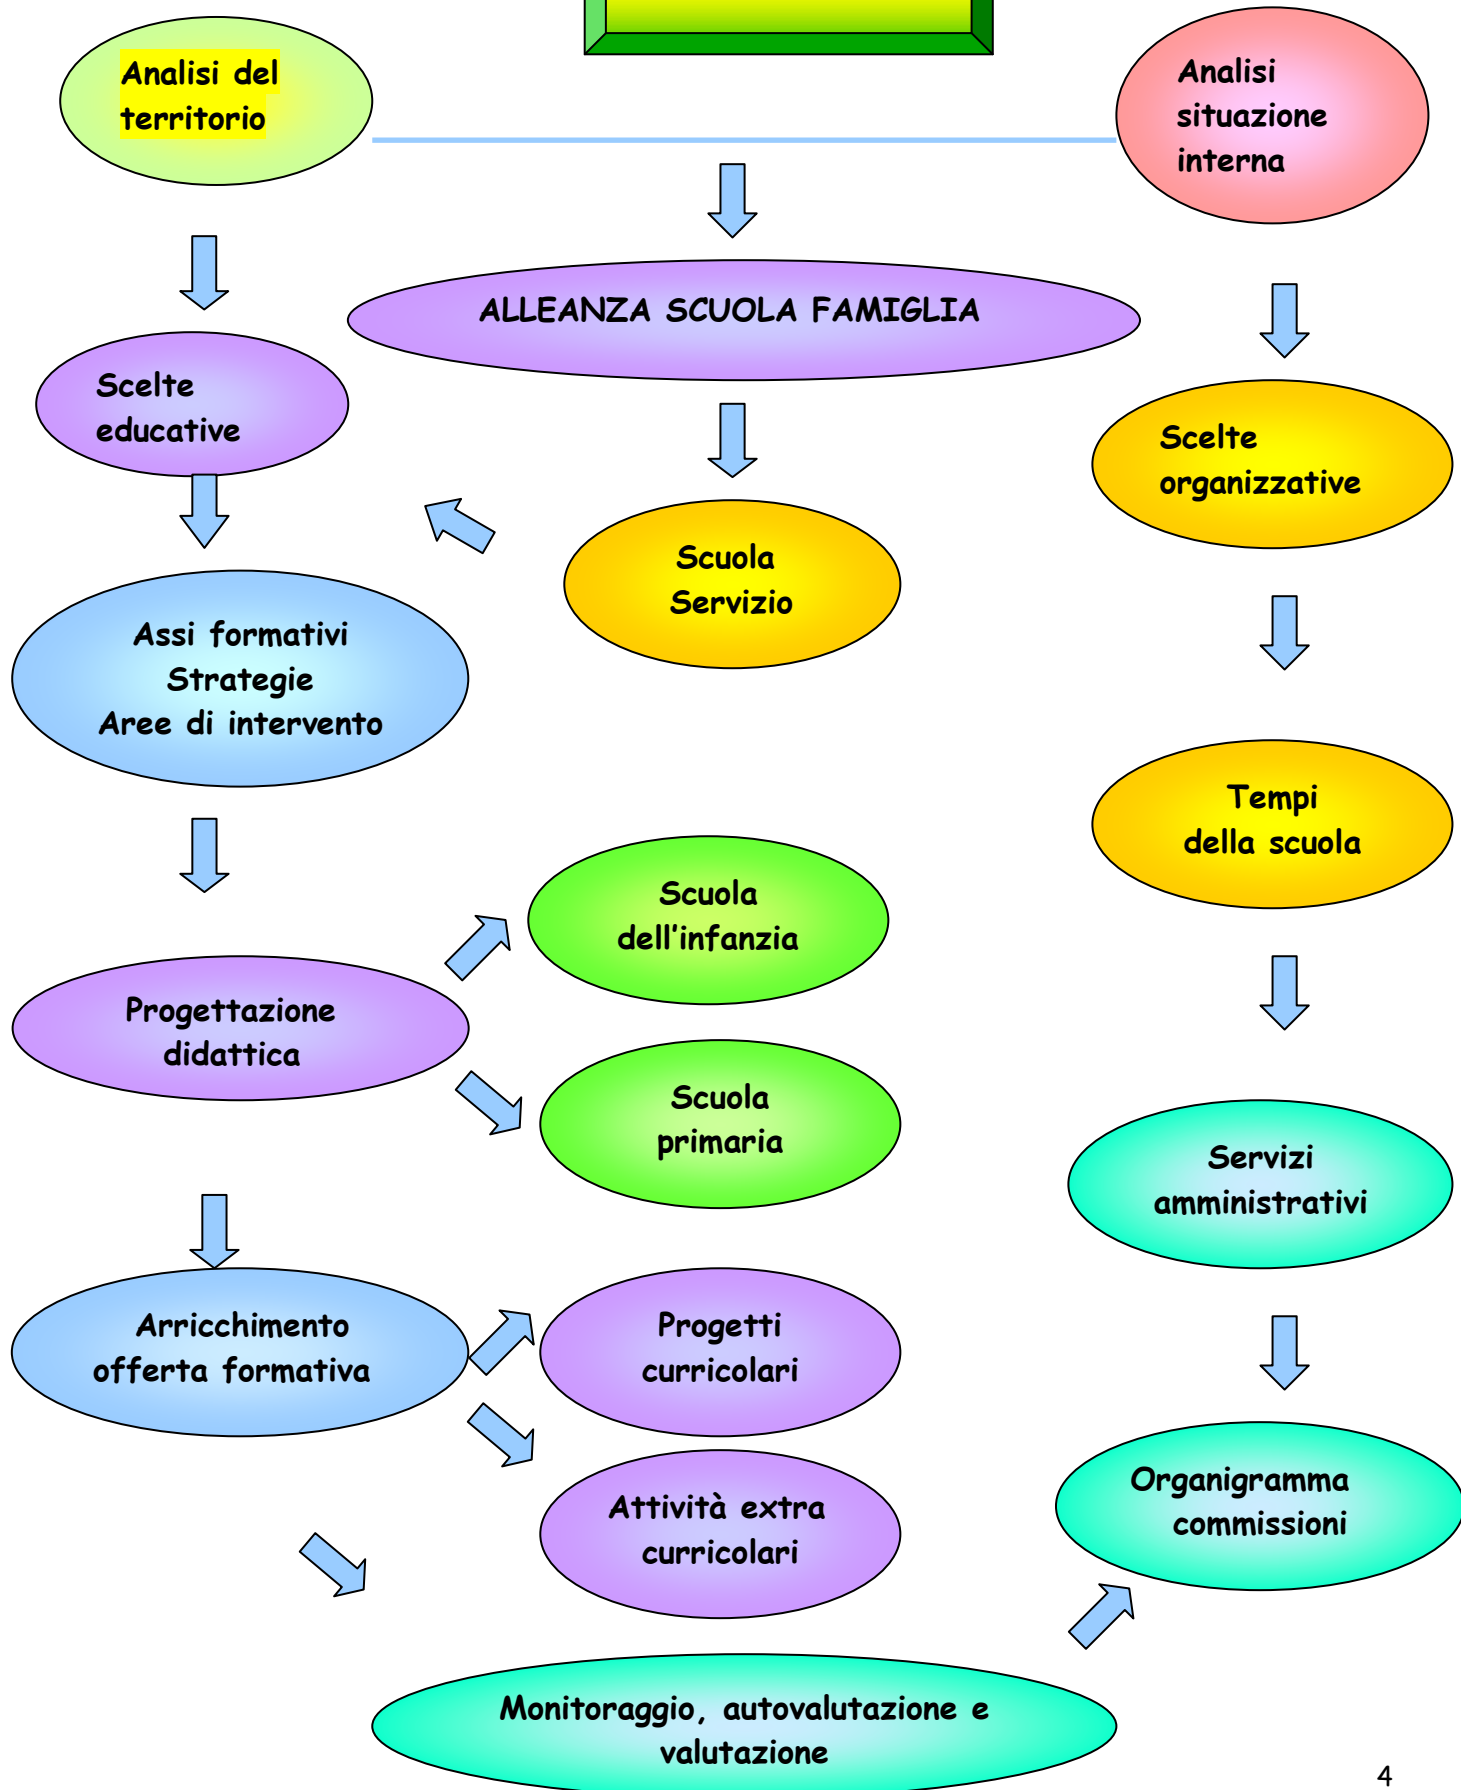 Analisi del
territorio
Analisi
situazione
interna
ALLEANZA SCUOLA FAMIGLIA
Scelte
educative
Scelte
organizzative
Scuola
Servizio
Assi formativi
Strategie
Aree di intervento
Tempi
della scuola
Scuola
dell'infanzia
Progettazione
didattica
Scuola
primaria
Servizi
amministrativi
Arricchimento
offerta formativa
Progetti
curricolari
Organigramma
commissioni
Attività extra
curricolari
Monitoraggio, autovalutazione e
valutazione
4